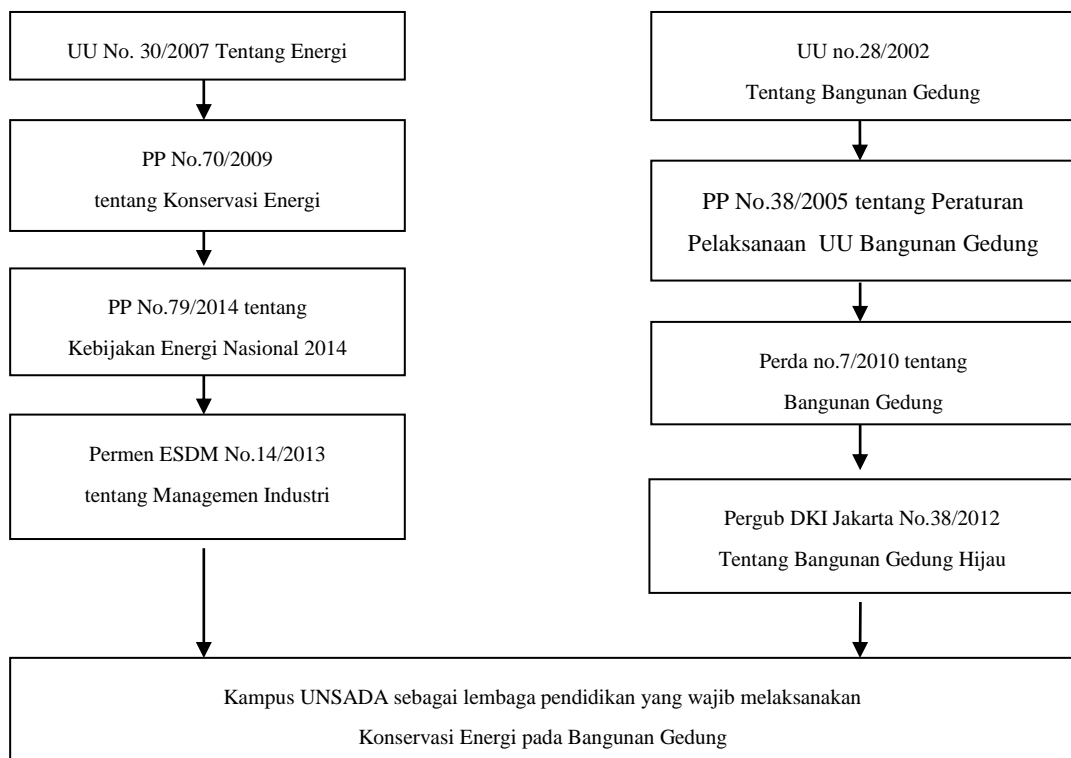 UU No. 30/2007 Tentang Energi
PP No.70/2009
tentang Konservasi Energi
PP No.79/2014 tentang
Kebijakan Energi Nasional 2014
Permen ESDM No.14/2013
tentang Managemen Industri
UU no.28/2002
Tentang Bangunan Gedung
PP No.38/2005 tentang Peraturan
Pelaksanaan UU Bangunan Gedung
Perda no.7/2010 tentang
Bangunan Gedung
Pergub DKI Jakarta No.38/2012
Tentang Bangunan Gedung Hijau
Kampus UNSADA sebagai lembaga pendidikan yang wajib melaksanakan
Konservasi Energi pada Bangunan Gedung